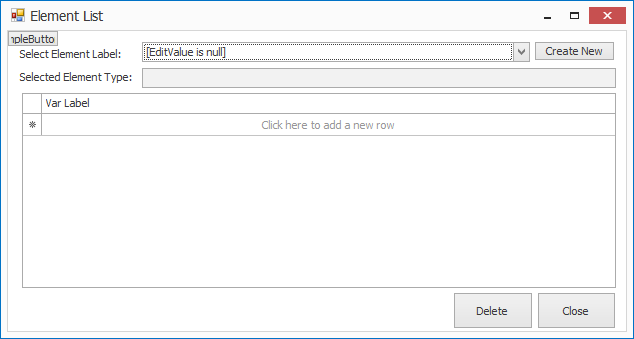 Element List
npleButto
Select Element Label: [EditValue is null] Create New
Selected Element Type:
Var Label
Click here to add a new row
Delete Close